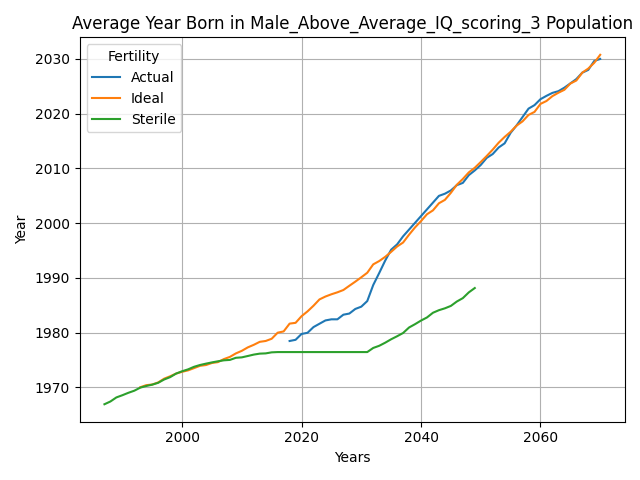 Average Year Born in Male_Above_Average_IQ_scoring_3 Population
Fertility
Actual
Ideal
Sterile
2030
2020
2010
2000
1990
1980
1970
Year
2000 2020 2040 2060
Years